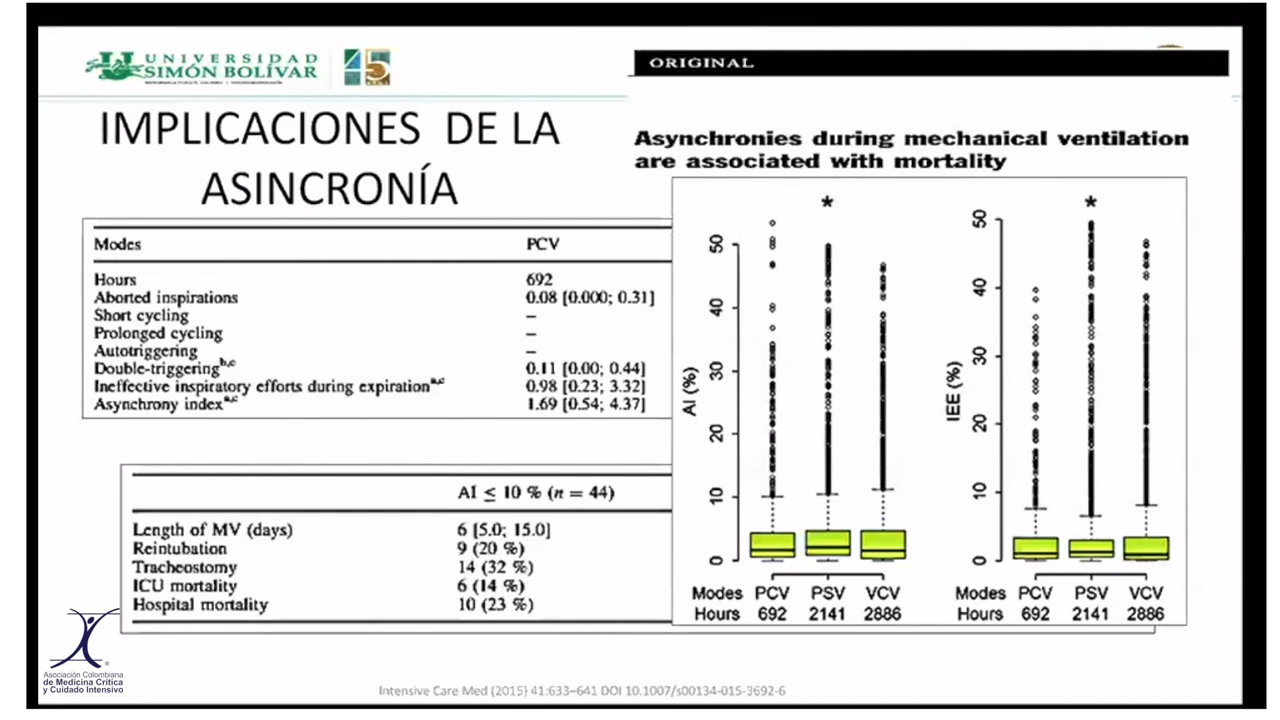 UNIVERSIDAD
SIMÓN BOLÍVAR
45
ORIGINAL
IMPLICACIONES DE LA
ASINCRONÍA
Asynchronies during mechanical ventilation
are associated with mortality
Modes PCV
Hours 692
Aborted inspirations 0.08 [0.000; 0.31]
Short cycling –
Prolonged cycling –
Autotriggering –
Double-triggering b,c 0.11 [0.00; 0.44]
Ineffective inspiratory efforts during expiration a,c 0.98 [0.23; 3.32]
Asynchrony index a,c 1.69 [0.54; 4.37]
AI ≤ 10 % (n = 44)
Length of MV (days) 6 [5.0; 15.0]
Reintubation 9 (20 %)
Tracheostomy 14 (32 %)
ICU mortality 6 (14 %)
Hospital mortality 10 (23 %)
*
AI (%)
50
40
30
20
10
0
Modes PCV PSV VCV
Hours 692 2141 2886
*
IEE (%)
50
40
30
20
10
0
Modes PCV PSV VCV
Hours 692 2141 2886
Asociación Colombiana
de Medicina Crítica
y Cuidado Intensivo
®
Intensive Care Med (2015) 41:633–641 DOI 10.1007/s00134-015-3692-6